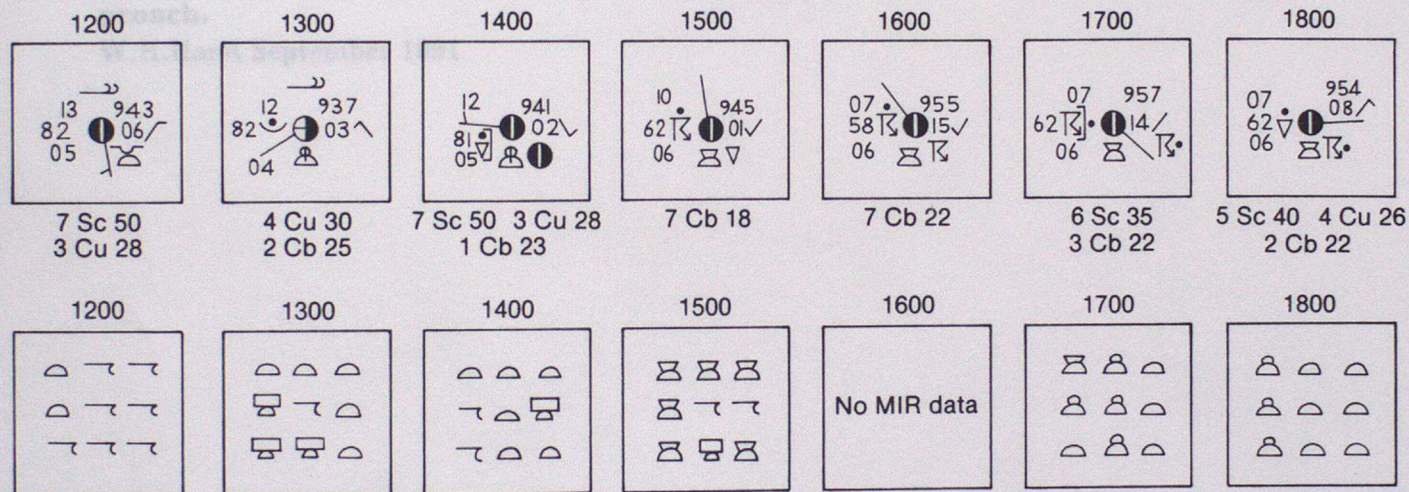 1200 1300 1400 1500 1600 1700 1800
13 943
82 06
05
12 937
82 03
04
12 941
81 02
05
10 945
62 01
06
07 955
58 15
06
07 957
62 14
06
07 954
62 08
06
7 Sc 50
3 Cu 28
4 Cu 30
2 Cb 25
7 Sc 50 3 Cu 28
1 Cb 23
7 Cb 18
7 Cb 22
6 Sc 35
3 Cb 22
5 Sc 40 4 Cu 26
2 Cb 22
1200 1300 1400 1500 1600 1700 1800
No MIR data